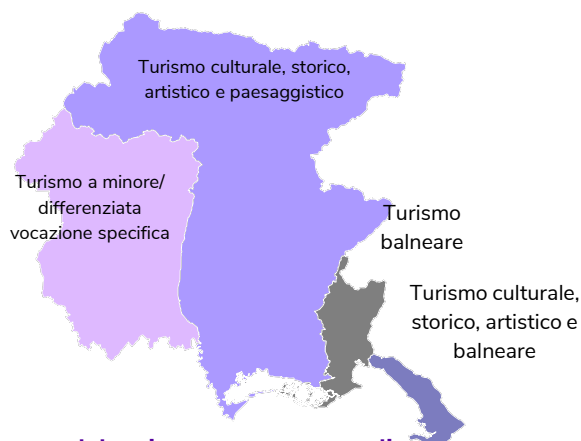 Turismo culturale, storico,
artistico e paesaggistico
Turismo a minore/
differenziata
vocazione specifica
Turismo
balneare
Turismo culturale,
storico, artistico e
balneare